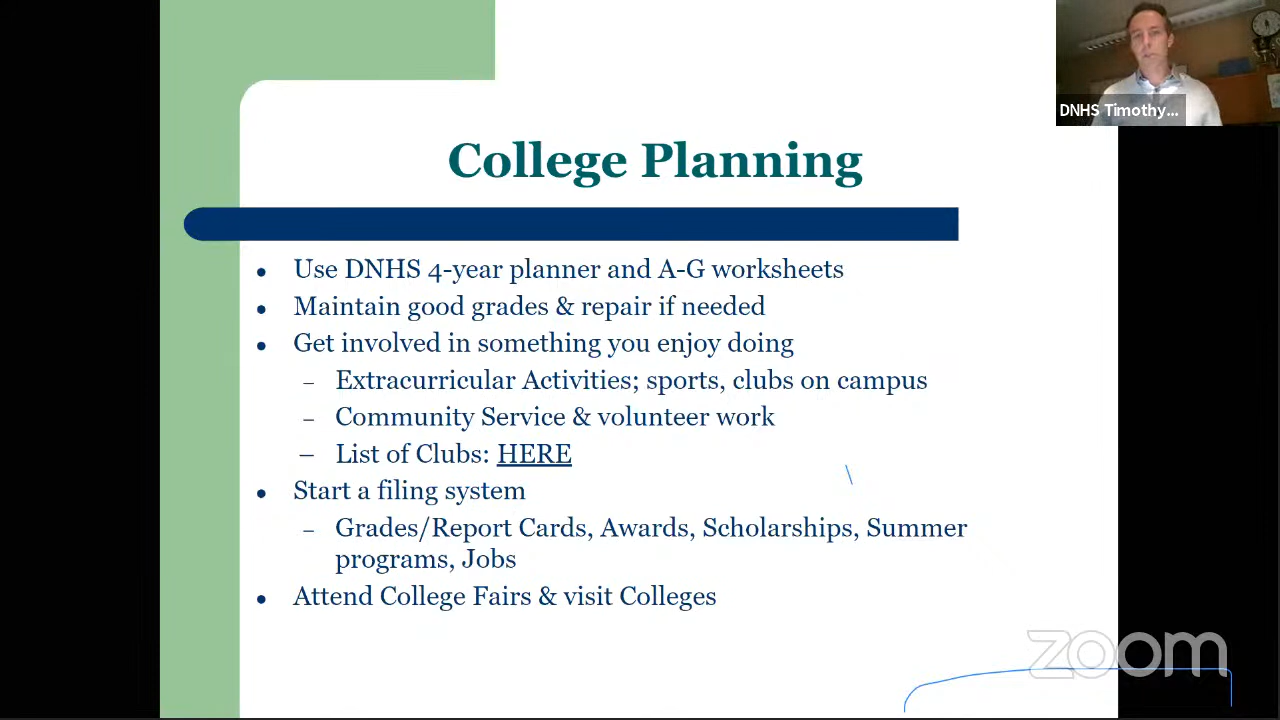 DNHS Timothy...
College Planning
• Use DNHS 4-year planner and A-G worksheets
• Maintain good grades & repair if needed
• Get involved in something you enjoy doing
– Extracurricular Activities; sports, clubs on campus
– Community Service & volunteer work
– List of Clubs: HERE
• Start a filing system
– Grades/Report Cards, Awards, Scholarships, Summer
programs, Jobs
• Attend College Fairs & visit Colleges
zoom